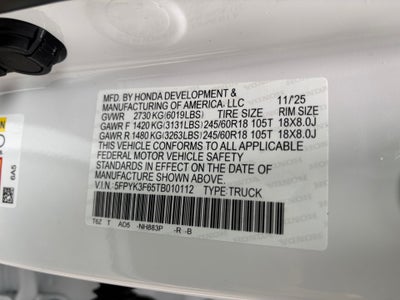 MFD. BY HONDA DEVELOPMENT &
MANUFACTURING OF AMERICA, LLC 11/'25
GVWR 2730 KG(6019LBS) TIRE SIZE RIM SIZE
GAWR F 1420 KG(3131LBS) 245/60R18 105T 18X8.0J
GAWR R 1480 KG(3263LBS) 245/60R18 105T 18X8.0J
THIS VEHICLE CONFORMS TO ALL APPLICABLE
FEDERAL MOTOR VEHICLE SAFETY
STANDARDS IN EFFECT ON THE DATE OF
MANUFACTURE SHOWN ABOVE.
V.I.N: 5FPYK3F65TB010112 TYPE:TRUCK
T6Z T AO5 -NH883P -R -B
6A5